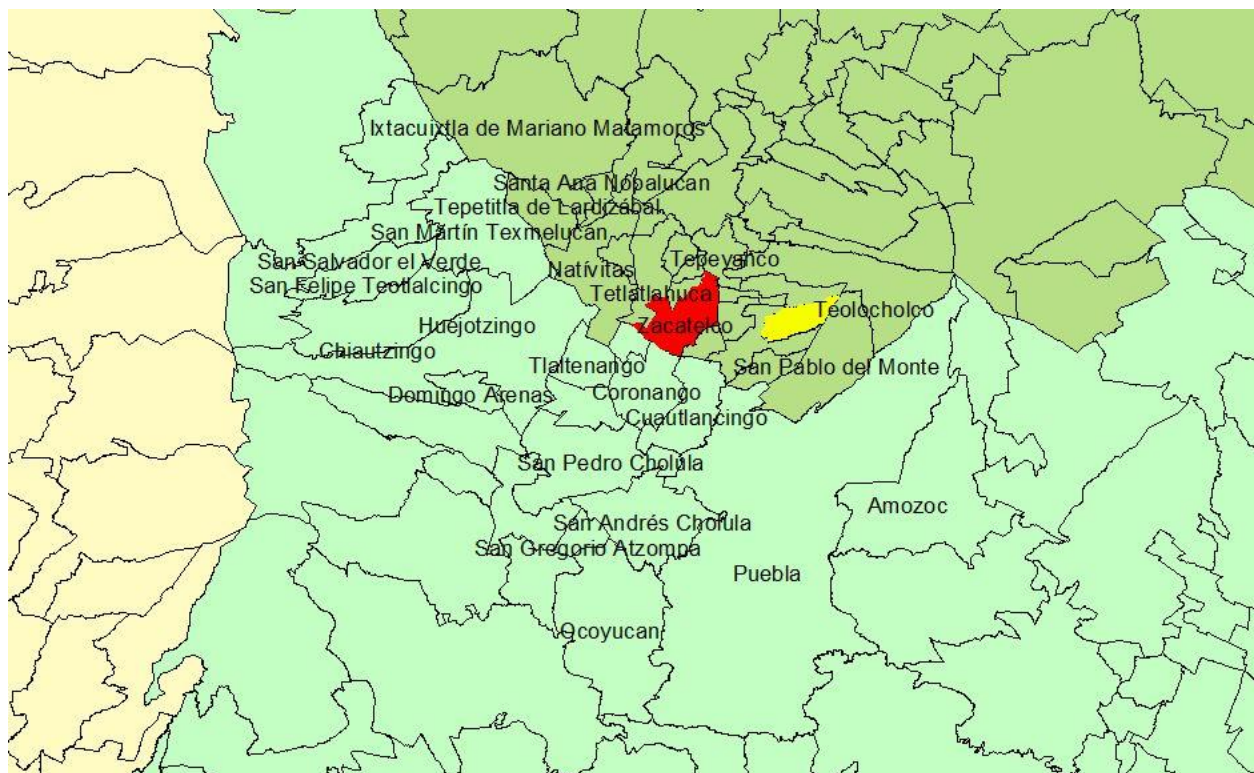 Ixtacuixtla de Mariano Matamoros
Santa Ana Nopalucan
Tepetitla de Lardizábal
San Martín Texmelucan
San Salvador el Verde
Tepeyanco
Natívitas
San Felipe Teotlalcingo
Tetlatlahuca
Teolocholco
Huejotzingo
Zacatelco
Chiautzingo
Tlaltenango
San Pablo del Monte
Domingo Arenas
Coronango
Cuautlancingo
San Pedro Cholula
Amozoc
San Andrés Cholula
San Gregorio Atzompa
Puebla
Ocoyucan